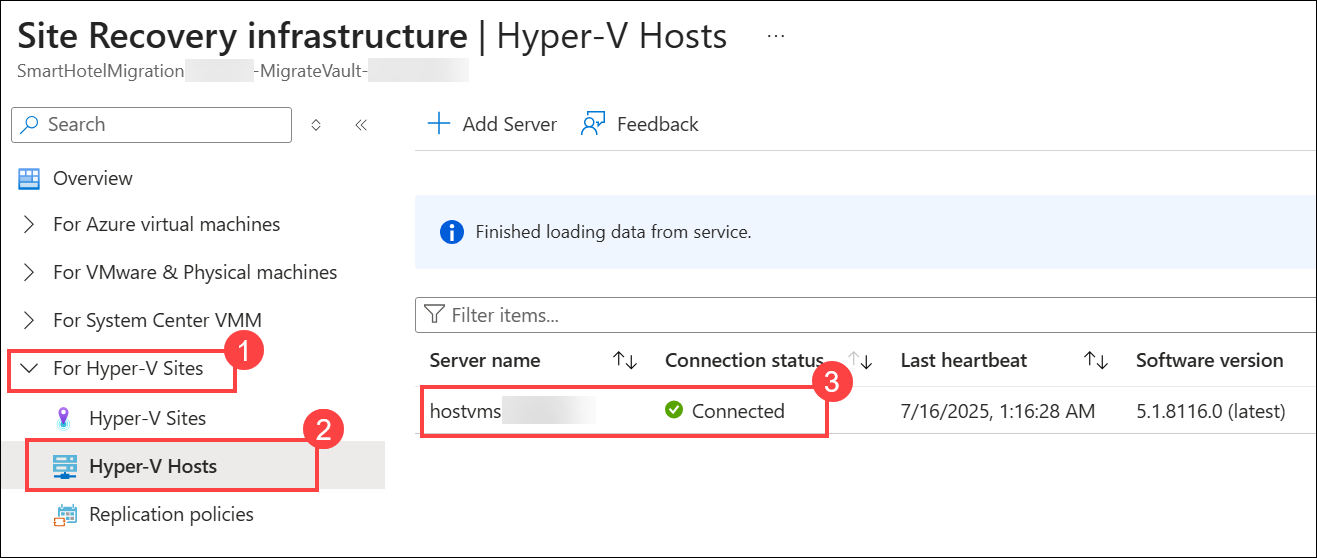 Site Recovery infrastructure | Hyper-V Hosts ...
SmartHotelMigration -MigrateVault-
Search
Add Server Feedback
Overview
For Azure virtual machines
For VMware & Physical machines
For System Center VMM
For Hyper-V Sites 1
Hyper-V Sites
Hyper-V Hosts 2
Replication policies
Finished loading data from service.
Filter items...
Server name Connection status Last heartbeat Software version
3
hostvms Connected 7/16/2025, 1:16:28 AM 5.1.8116.0 (latest)